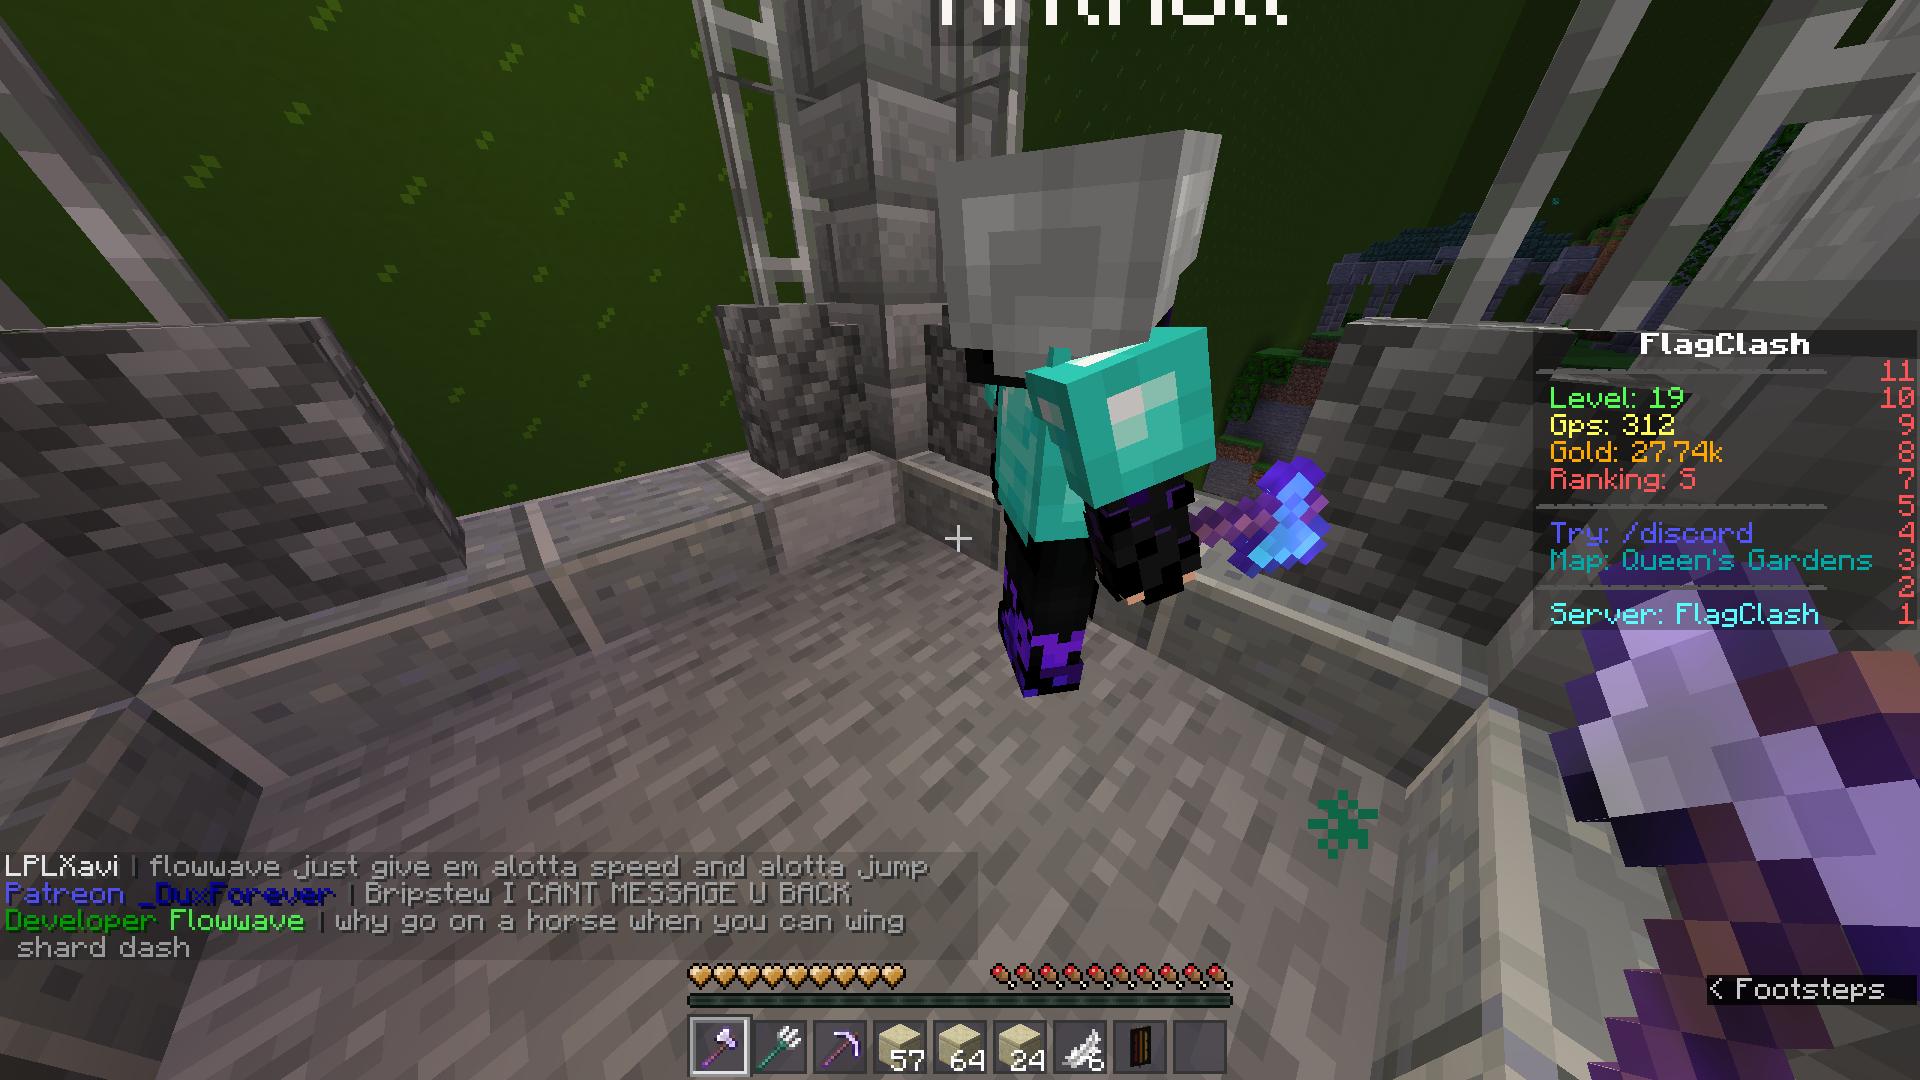 FlagClash
11
Level: 19 10
Gps: 312 9
Gold: 27.74k 8
Ranking: 5 7
5
Try: /discord 4
Map: Queen's Gardens 3
2
Server: FlagClash 1
LPLXavi | flowwave just give em alotta speed and alotta jump
Patreon _DuxForever | Bripstew I CANT MESSAGE U BACK
Developer Flowwave | why go on a horse when you can wing
shard dash
< Footsteps
57 64 24 6